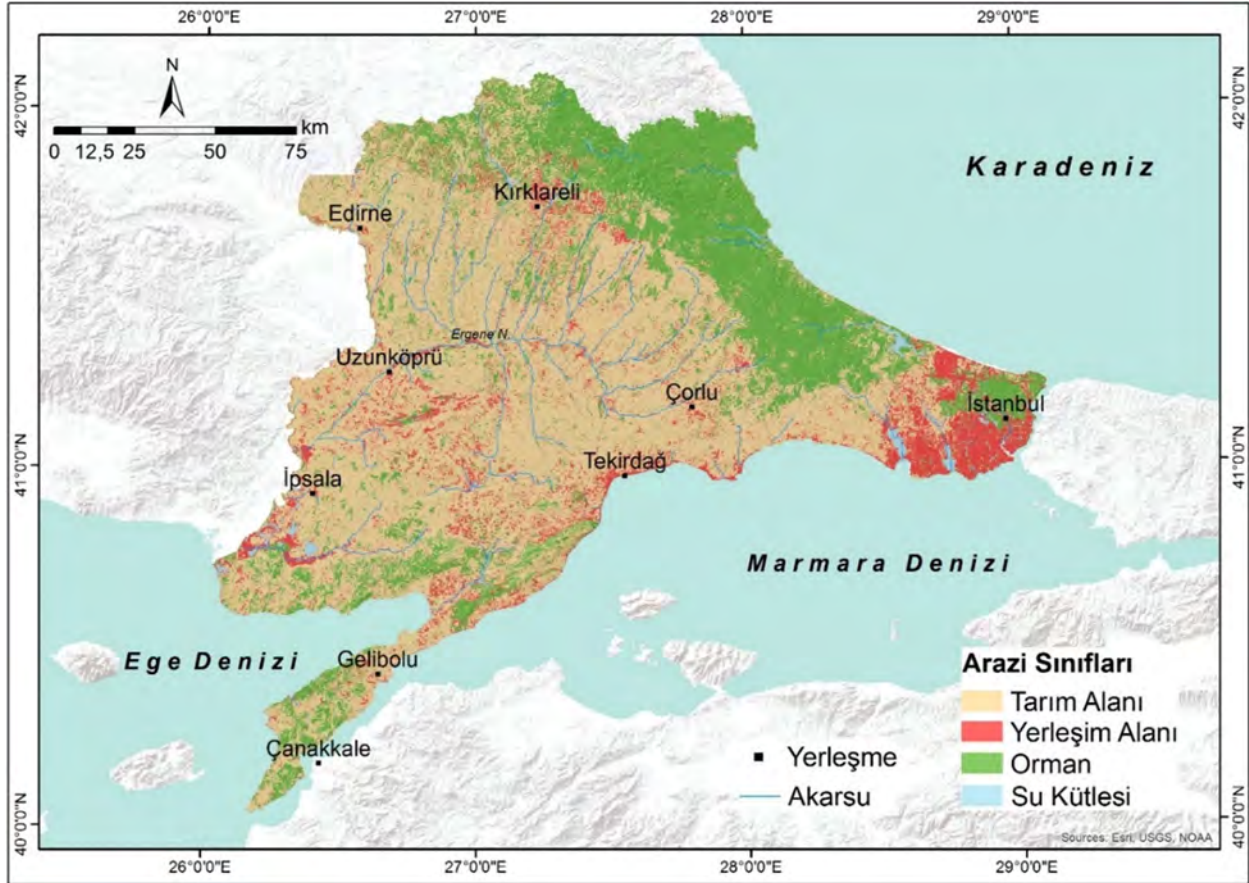 26°0'0"E 27°0'0"E 28°0'0"E 29°0'0"E
N
km
0 12,5 25 50 75
42°0'0"N
42°0'0"N
Karadeniz
Kırklareli
Edirne
Ergene N.
Uzunköprü
Çorlu
İstanbul
41°0'0"N
41°0'0"N
Tekirdağ
İpsala
Marmara Denizi
Ege Denizi
Gelibolu
Çanakkale
Arazi Sınıfları
Tarım Alanı
Yerleşim Alanı
Orman
Su Kütlesi
Yerleşme
Akarsu
40°0'0"N
40°0'0"N
Sources: Esri, USGS, NOAA
26°0'0"E 27°0'0"E 28°0'0"E 29°0'0"E